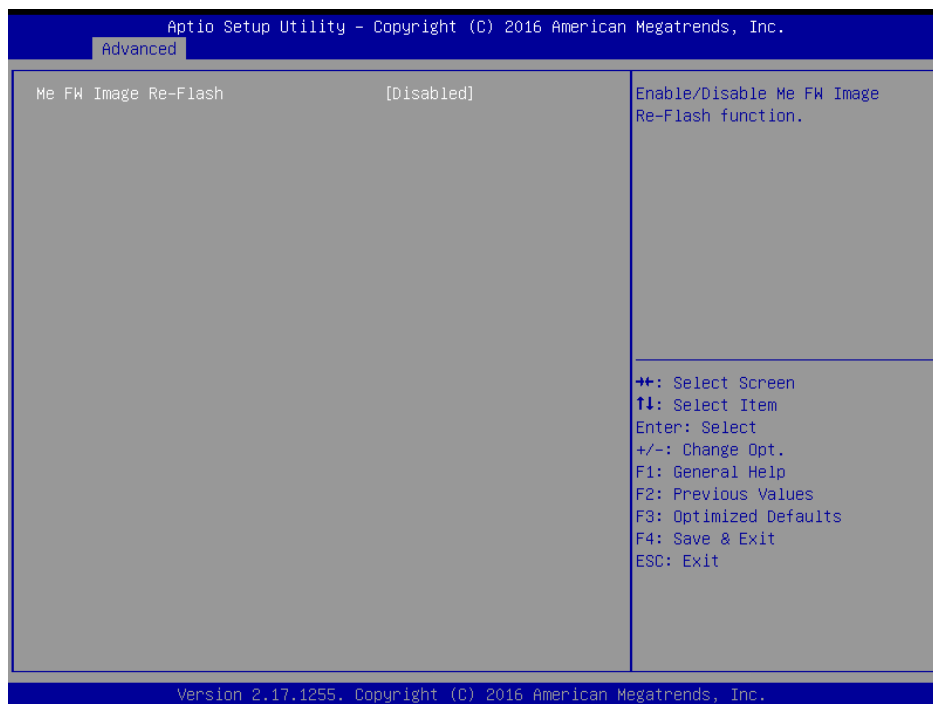 Aptio Setup Utility – Copyright (C) 2016 American Megatrends, Inc.
Advanced
Me FW Image Re-Flash [Disabled]
Enable/Disable Me FW Image
Re-Flash function.
→←: Select Screen
↑↓: Select Item
Enter: Select
+/-: Change Opt.
F1: General Help
F2: Previous Values
F3: Optimized Defaults
F4: Save & Exit
ESC: Exit
Version 2.17.1255. Copyright (C) 2016 American Megatrends, Inc.